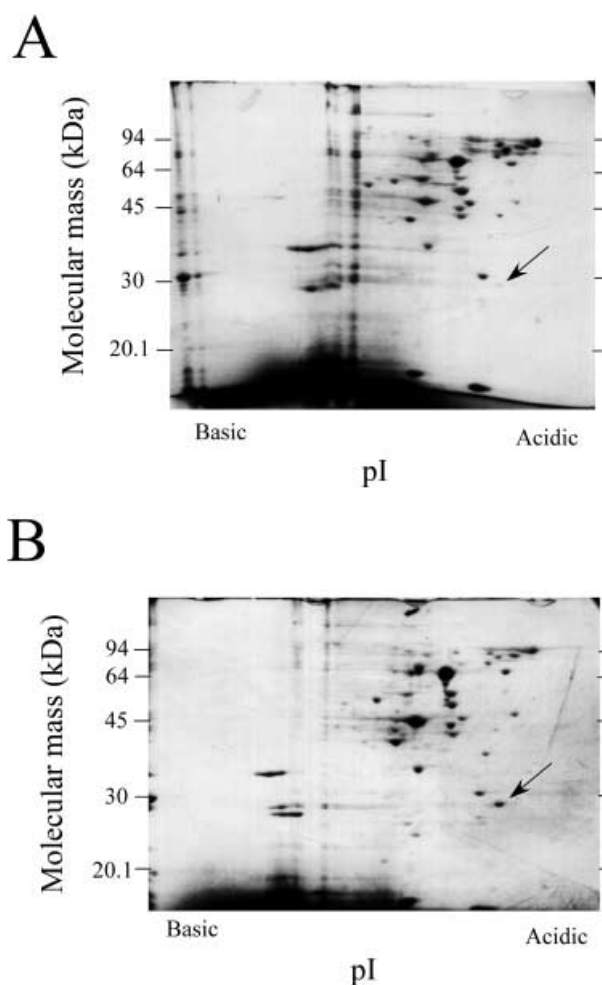 A
Molecular mass (kDa)
94
64
45
30
20.1
Basic
Acidic
pI
B
Molecular mass (kDa)
94
64
45
30
20.1
Basic
Acidic
pI